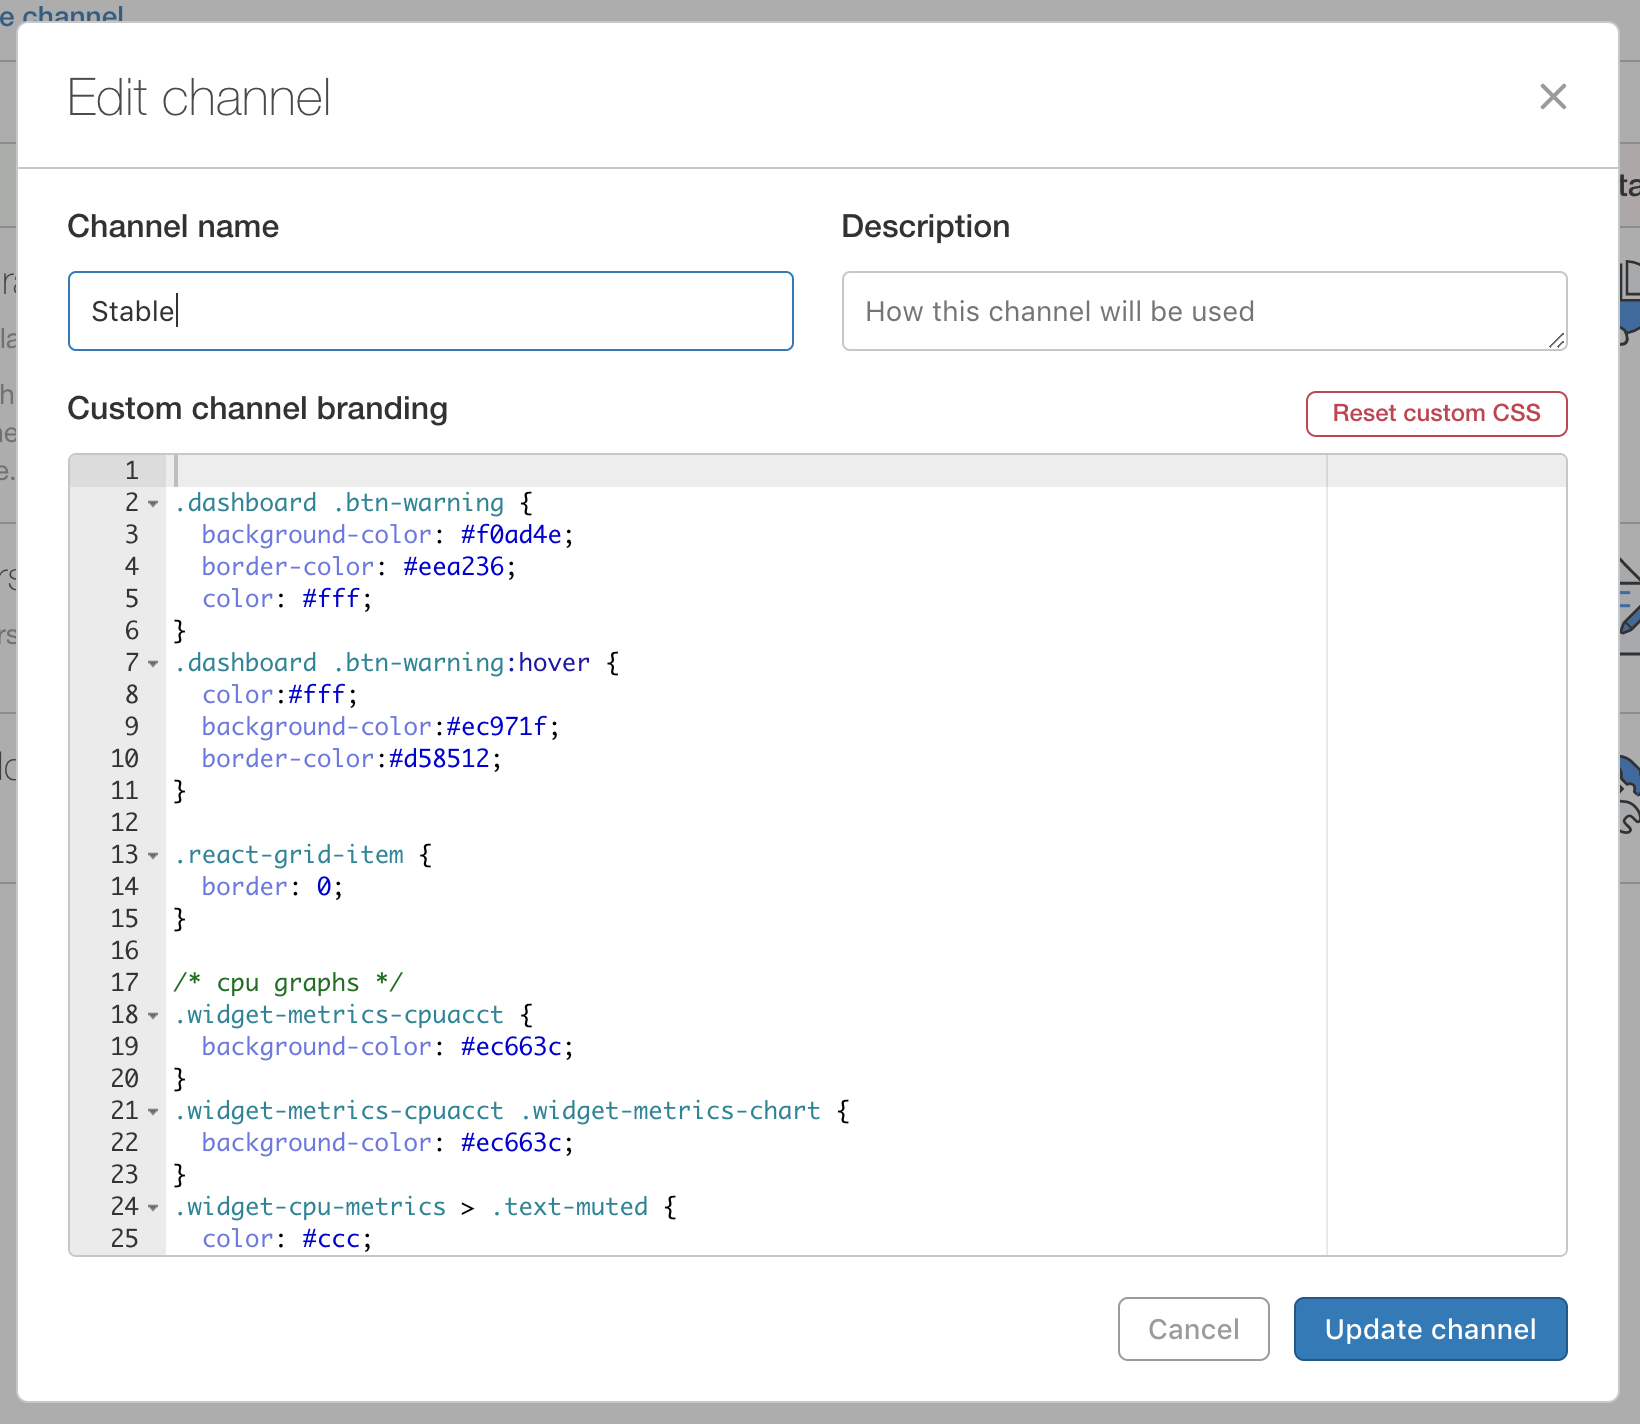 e channel
Edit channel
Channel name
Description
Stable
How this channel will be used
Custom channel branding
Reset custom CSS
1
2 .dashboard .btn-warning {
3 background-color: #f0ad4e;
4 border-color: #eea236;
5 color: #fff;
6 }
7 .dashboard .btn-warning:hover {
8 color:#fff;
9 background-color:#ec971f;
10 border-color:#d58512;
11 }
12
13 .react-grid-item {
14 border: 0;
15 }
16
17 /* cpu graphs */
18 .widget-metrics-cpuacct {
19 background-color: #ec663c;
20 }
21 .widget-metrics-cpuacct .widget-metrics-chart {
22 background-color: #ec663c;
23 }
24 .widget-cpu-metrics > .text-muted {
25 color: #ccc;
Cancel
Update channel